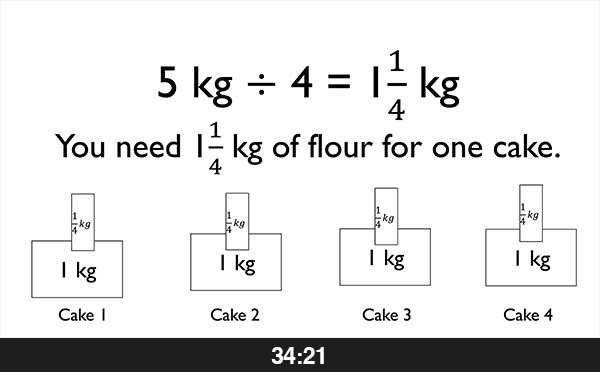 5 kg ÷ 4 = 1 1/4 kg
You need 1 1/4 kg of flour for one cake.
1/4 kg 1/4 kg 1/4 kg 1/4 kg
1 kg 1 kg 1 kg 1 kg
Cake 1 Cake 2 Cake 3 Cake 4
34:21